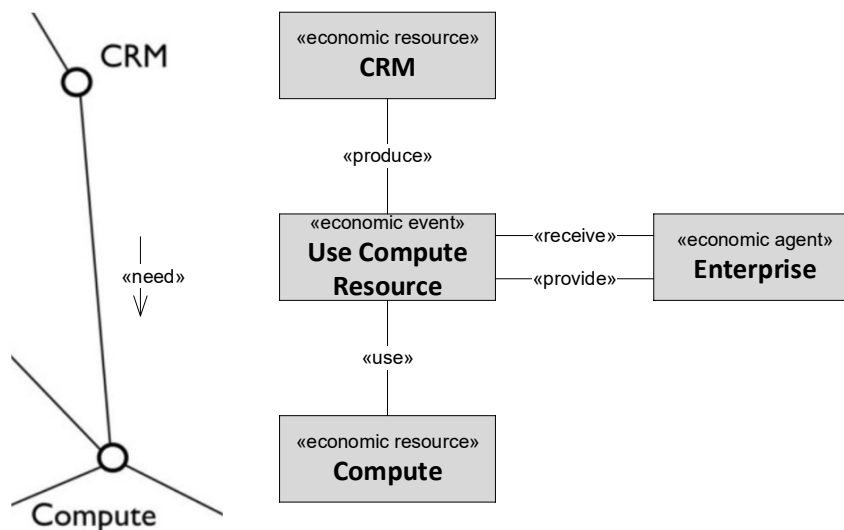 CRM
«need»
Compute
«economic resource»
CRM
«produce»
«economic event»
Use Compute
Resource
«receive»
«provide»
«economic agent»
Enterprise
«use»
«economic resource»
Compute